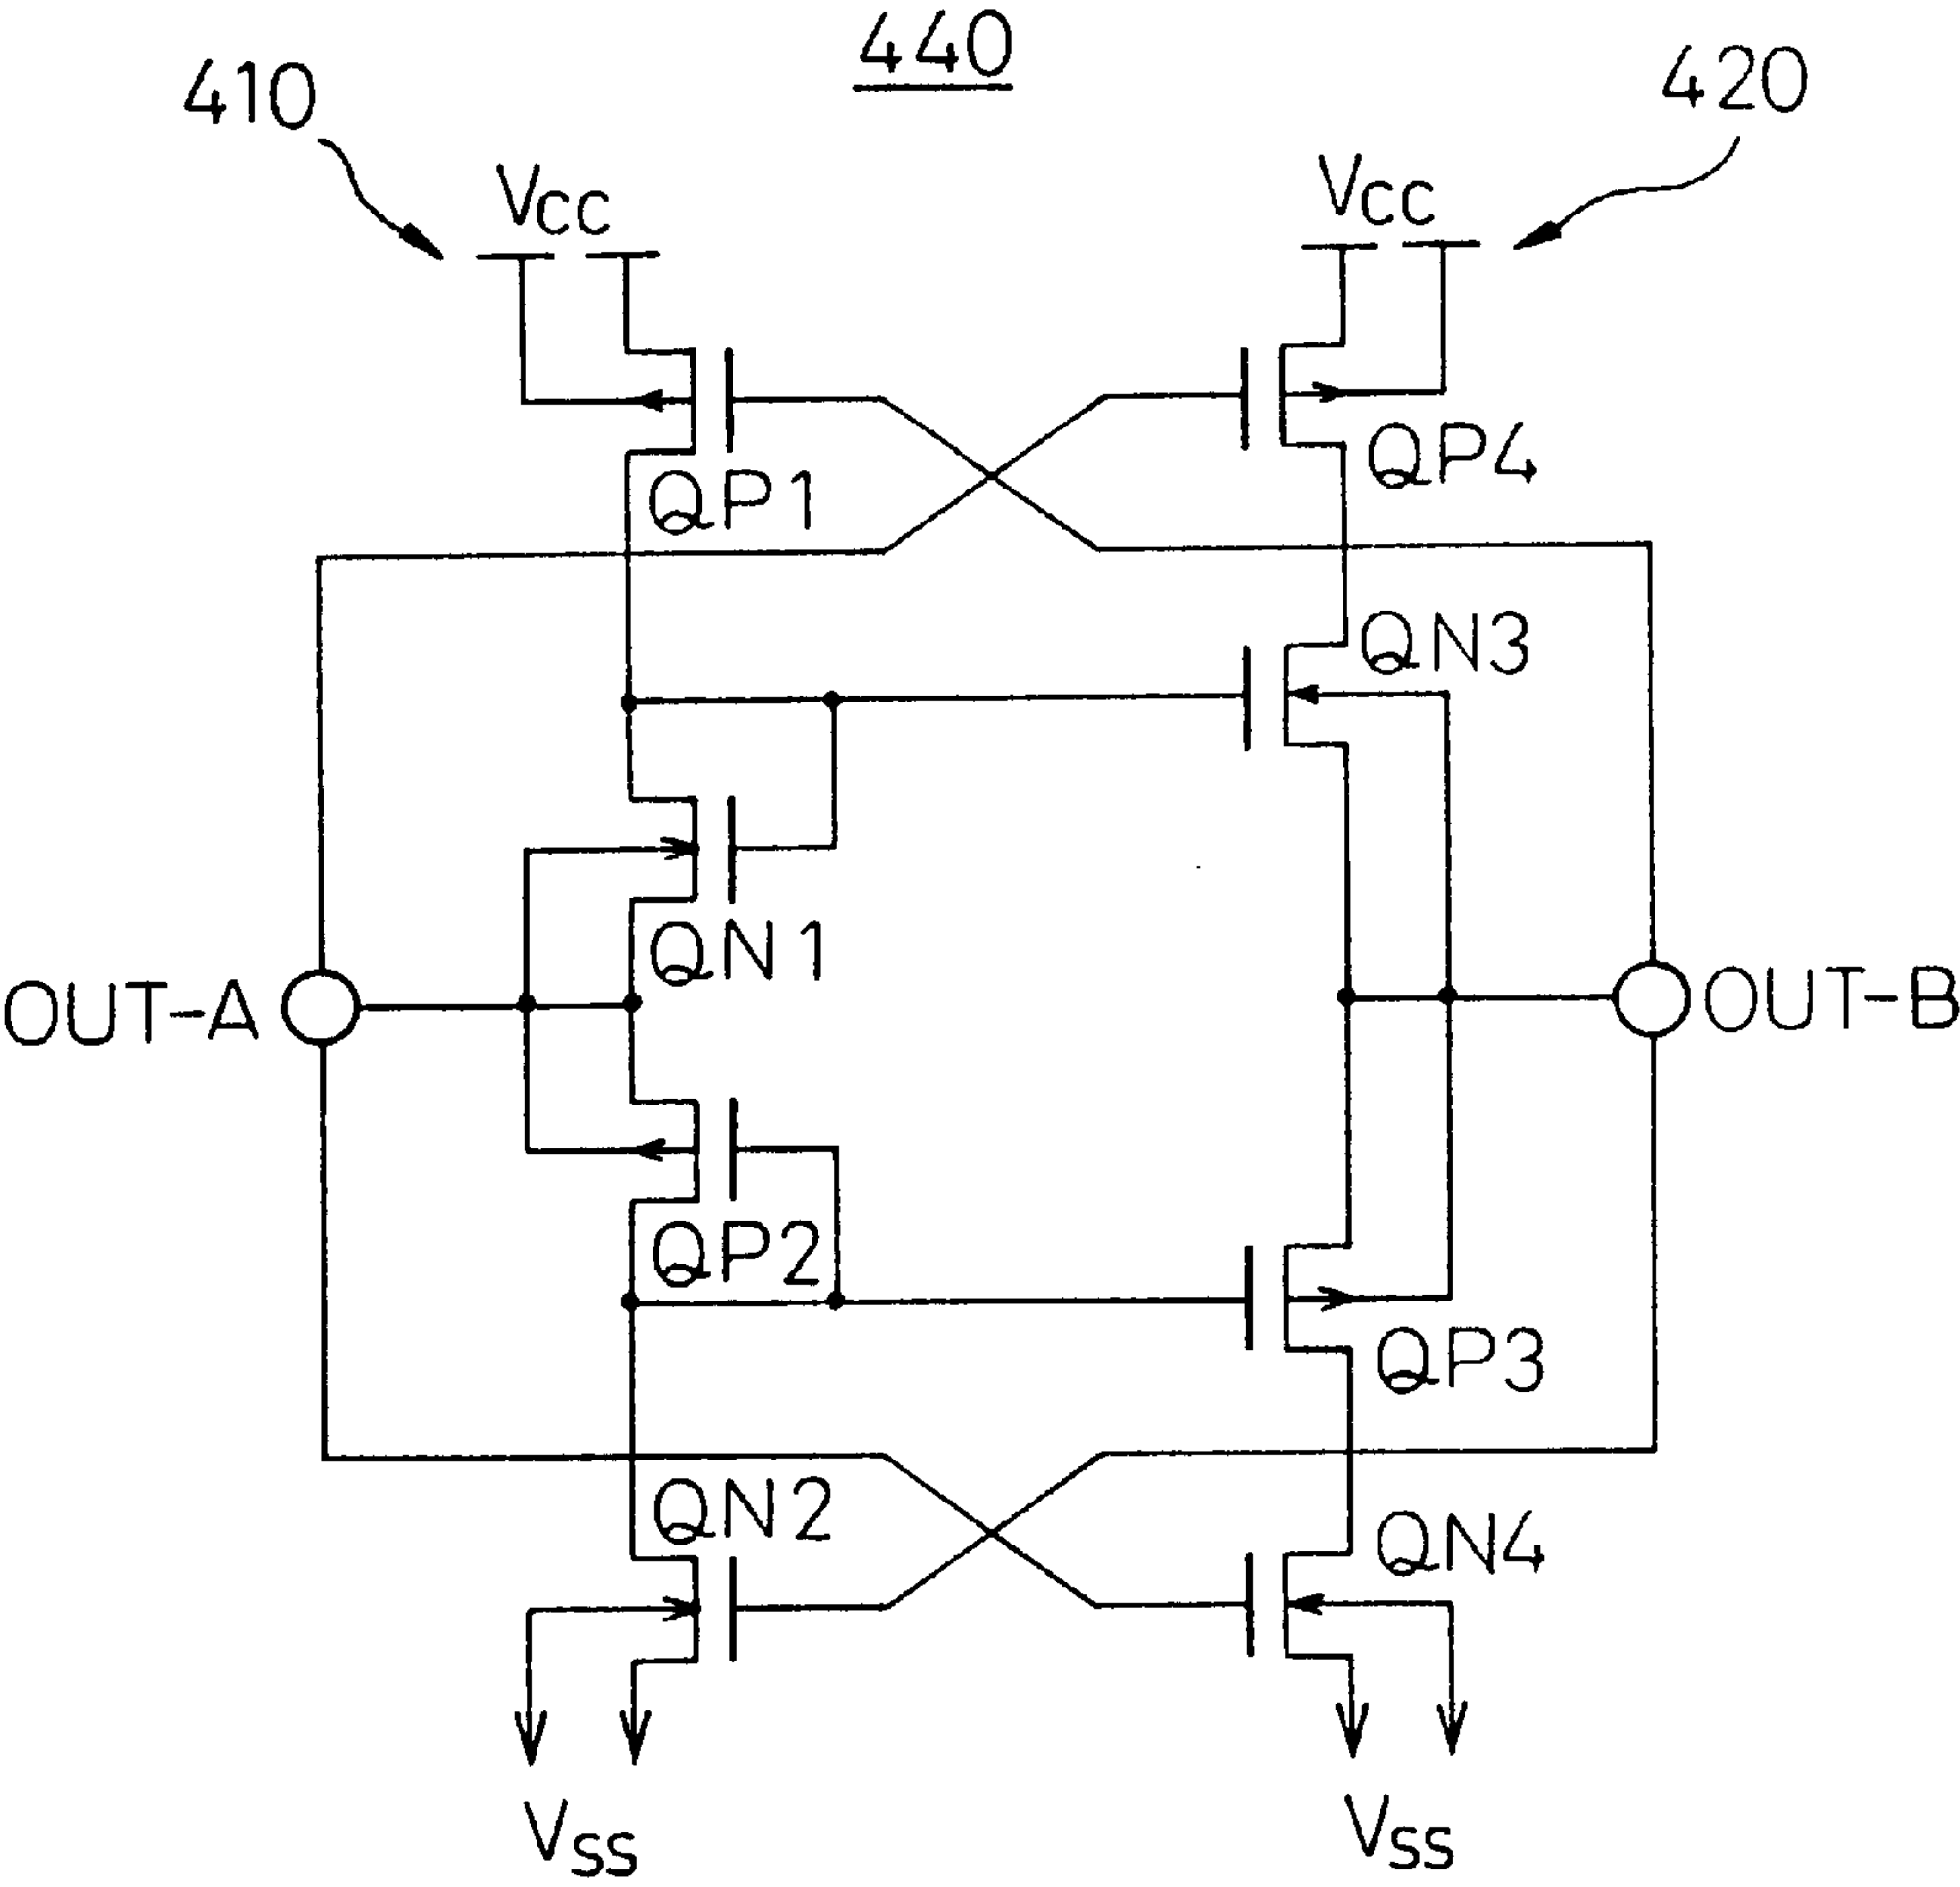 440
410
420
VCC
VCC
QP1
QP4
QN3
QN1
OUT-A
OUT-B
QP2
QP3
QN2
QN4
VSS
VSS